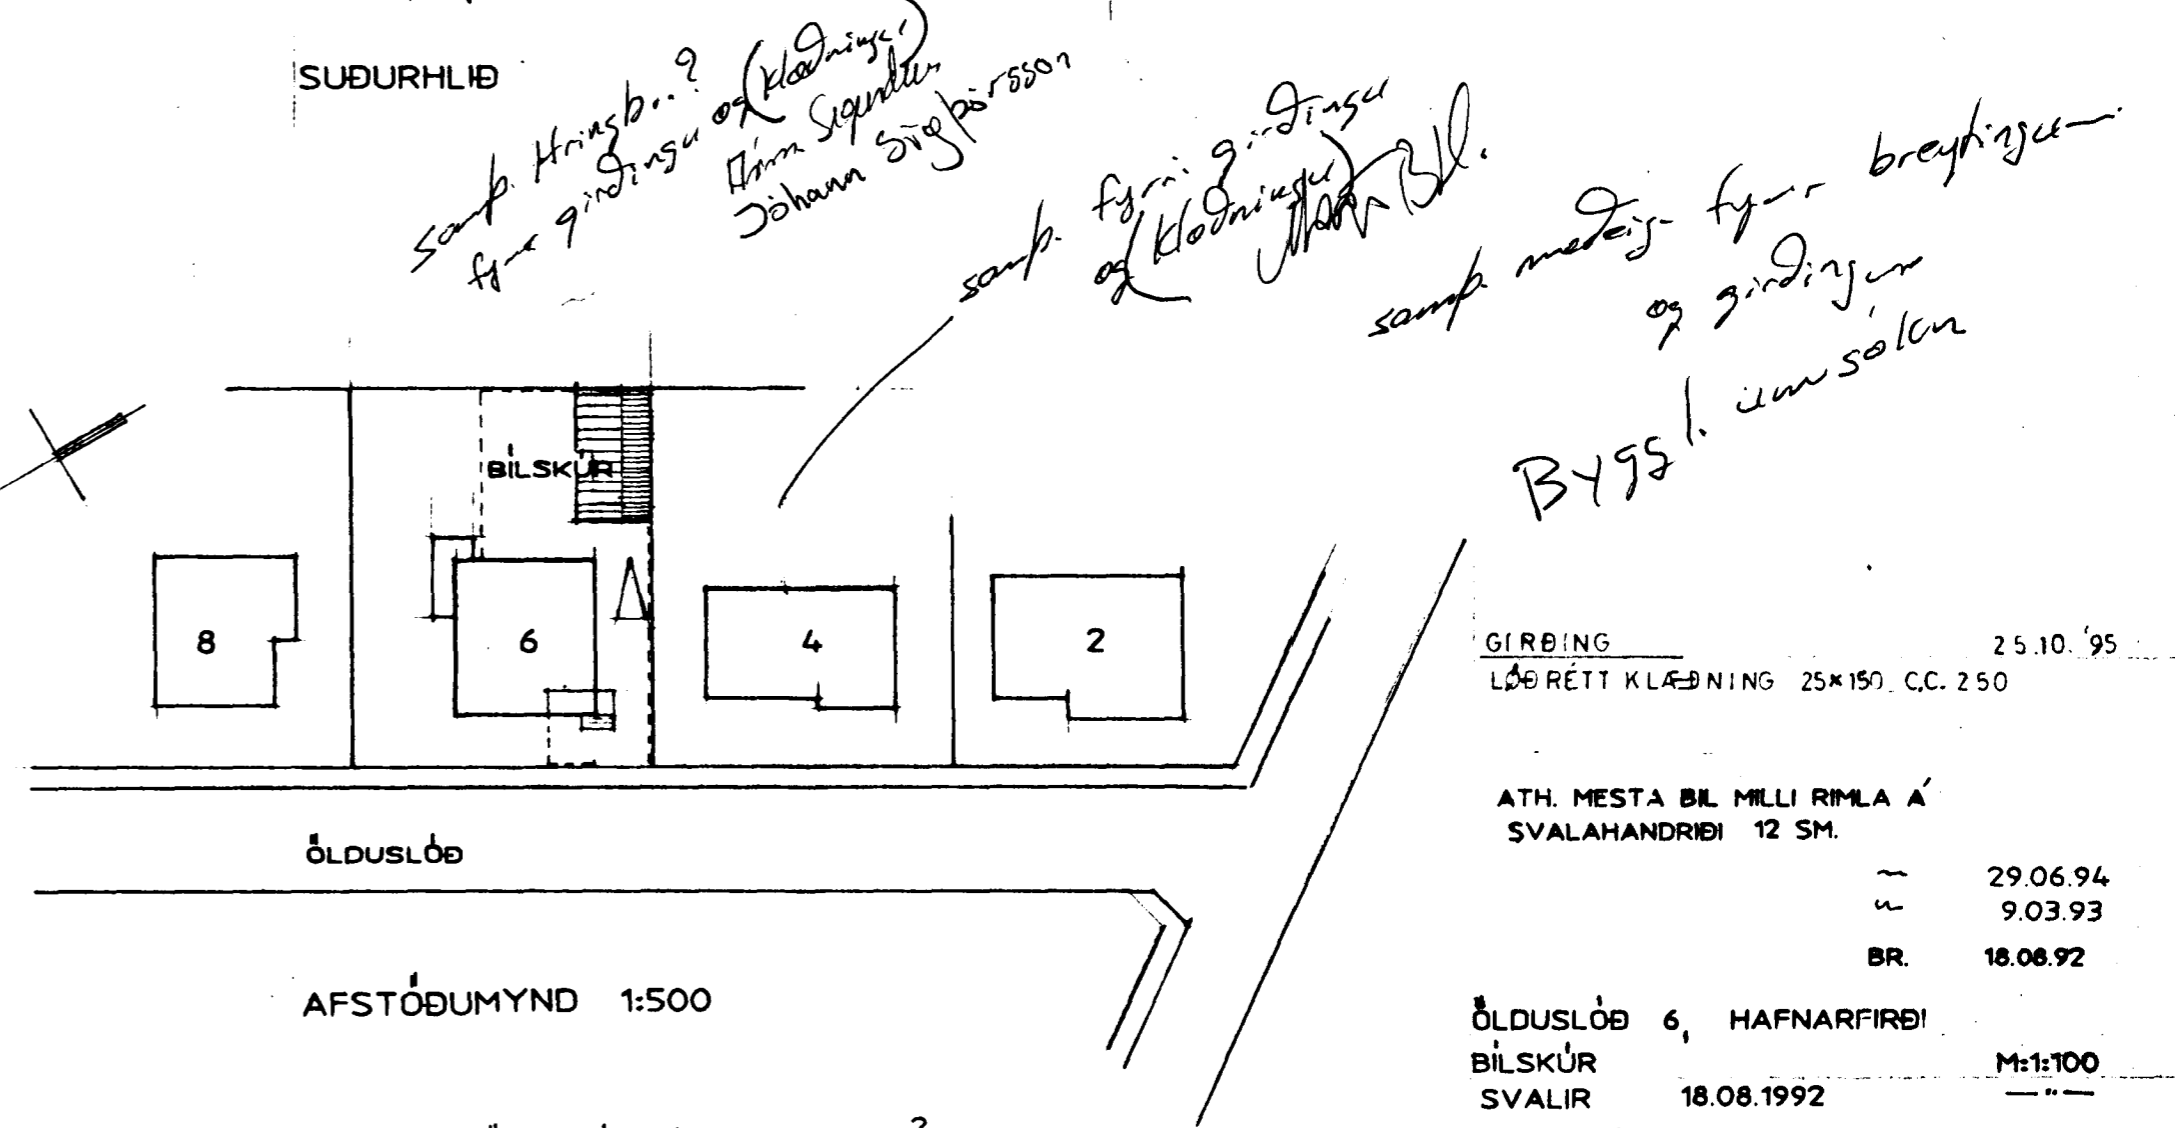 SUÐURHLIÐ
samþ. Hringbr..?
fyrir girðingu og (klæðningu)
Jóhann Sigþórsson
samþ. fyrir girðingu
og (klæðningu)
samþ. meðeig. fyrir breytingum
og girðingum
Byggl. umsókn
BÍLSKÚR
8
6
4
2
GIRÐING 25.10.'95
LÓÐRÉTT KLÆÐNING 25×150 C.C. 250
ATH. MESTA BIL MILLI RIMLA Á
SVALAHANDRIÐI 12 SM.
29.06.94
9.03.93
BR. 18.08.92
ÖLDUSLÓÐ
AFSTÖÐUMYND 1:500
ÖLDUSLÓÐ 6, HAFNARFIRÐI
BÍLSKÚR M:1:100
SVALIR 18.08.1992 —"—